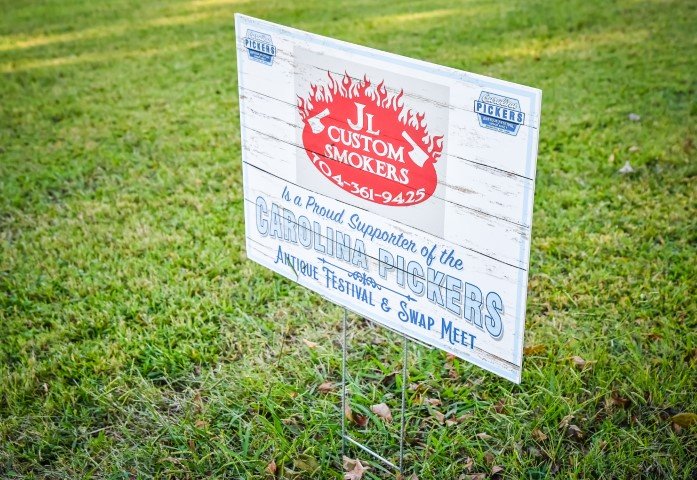 PICKERS
PICKERS
JL
CUSTOM
SMOKERS
704-361-9425
Is a Proud Supporter of the
CAROLINA PICKERS
ANTIQUE FESTIVAL & SWAP MEET